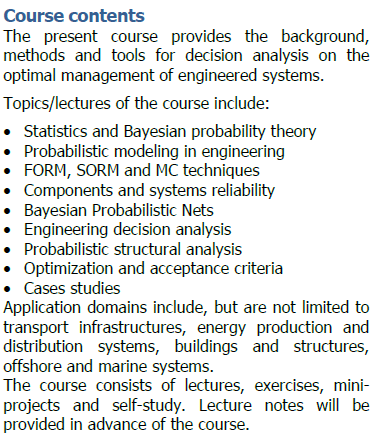 Course contents
The present course provides the background,
methods and tools for decision analysis on the
optimal management of engineered systems.
Topics/lectures of the course include:
• Statistics and Bayesian probability theory
• Probabilistic modeling in engineering
• FORM, SORM and MC techniques
• Components and systems reliability
• Bayesian Probabilistic Nets
• Engineering decision analysis
• Probabilistic structural analysis
• Optimization and acceptance criteria
• Cases studies
Application domains include, but are not limited to
transport infrastructures, energy production and
distribution systems, buildings and structures,
offshore and marine systems.
The course consists of lectures, exercises, mini-
projects and self-study. Lecture notes will be
provided in advance of the course.